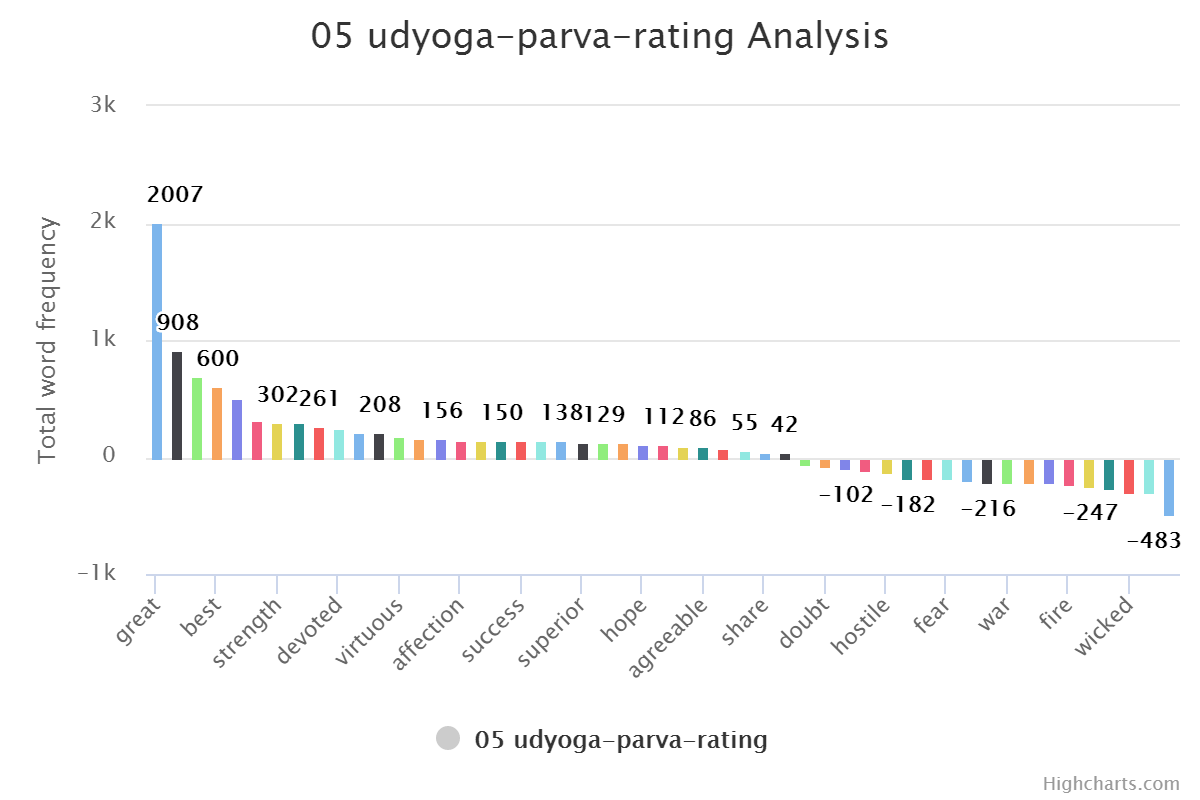 05 udyoga-parva-rating Analysis
Total word frequency
3k
2k
1k
0
-1k
2007
908
600
302
261
208
156
150
138
129
112
86
55
42
-102
-182
-216
-247
-483
great
best
strength
devoted
virtuous
affection
success
superior
hope
agreeable
share
doubt
hostile
fear
war
fire
wicked
05 udyoga-parva-rating
Highcharts.com